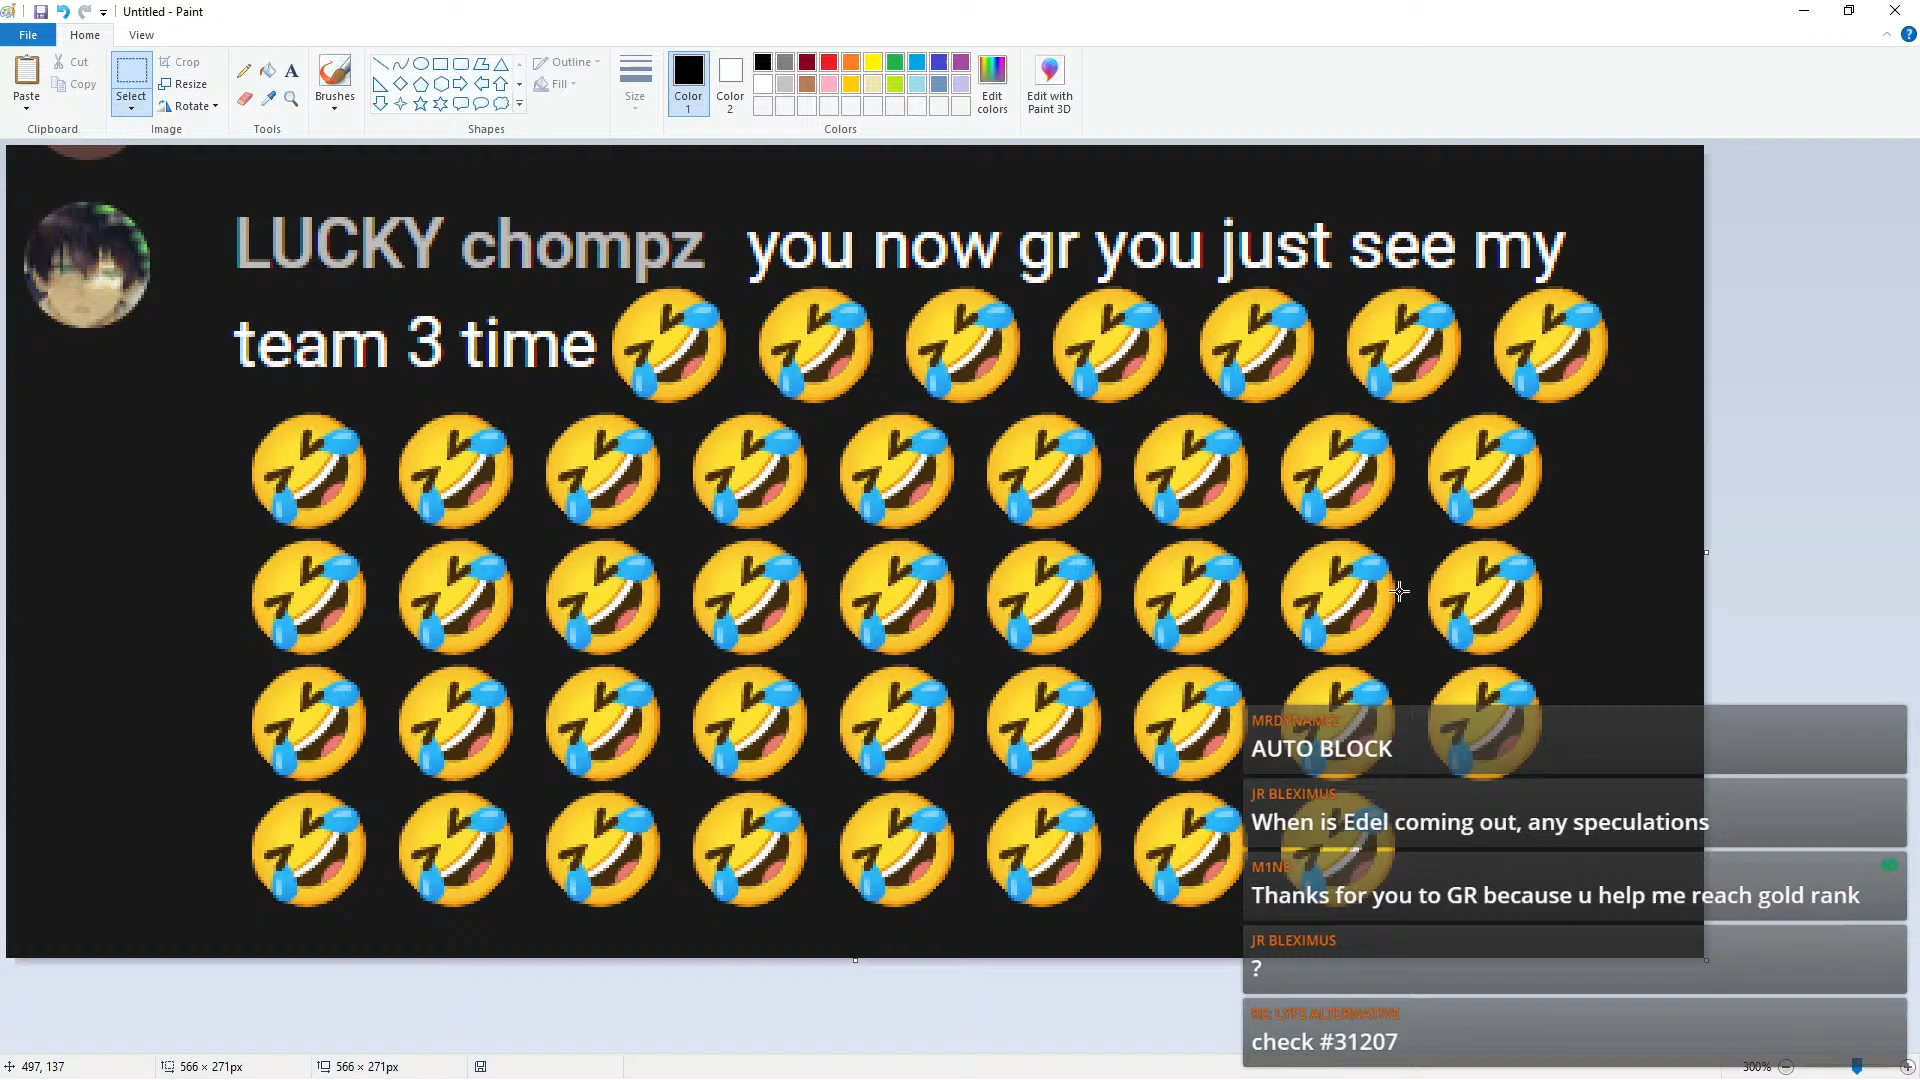 Untitled - Paint
File Home View
Paste
Cut
Copy
Clipboard
Select
Crop
Resize
Rotate
Image
Tools
Brushes
Shapes
Outline
Fill
Size
Color 1
Color 2
Edit colors
Edit with Paint 3D
Colors
LUCKY chompz you now gr you just see my
team 3 time 🤣🤣🤣🤣🤣🤣🤣
🤣🤣🤣🤣🤣🤣🤣🤣🤣
🤣🤣🤣🤣🤣🤣🤣🤣🤣
🤣🤣🤣🤣🤣🤣🤣🤣🤣
🤣🤣🤣🤣🤣🤣🤣🤣
MRDYNAMIZ
AUTO BLOCK
JR BLEXIMUS
When is Edel coming out, any speculations
M1NE
Thanks for you to GR because u help me reach gold rank
JR BLEXIMUS
?
RE: LYFE ALTERNATIVE
check #31207
497, 137
566 × 271px
566 × 271px
300%